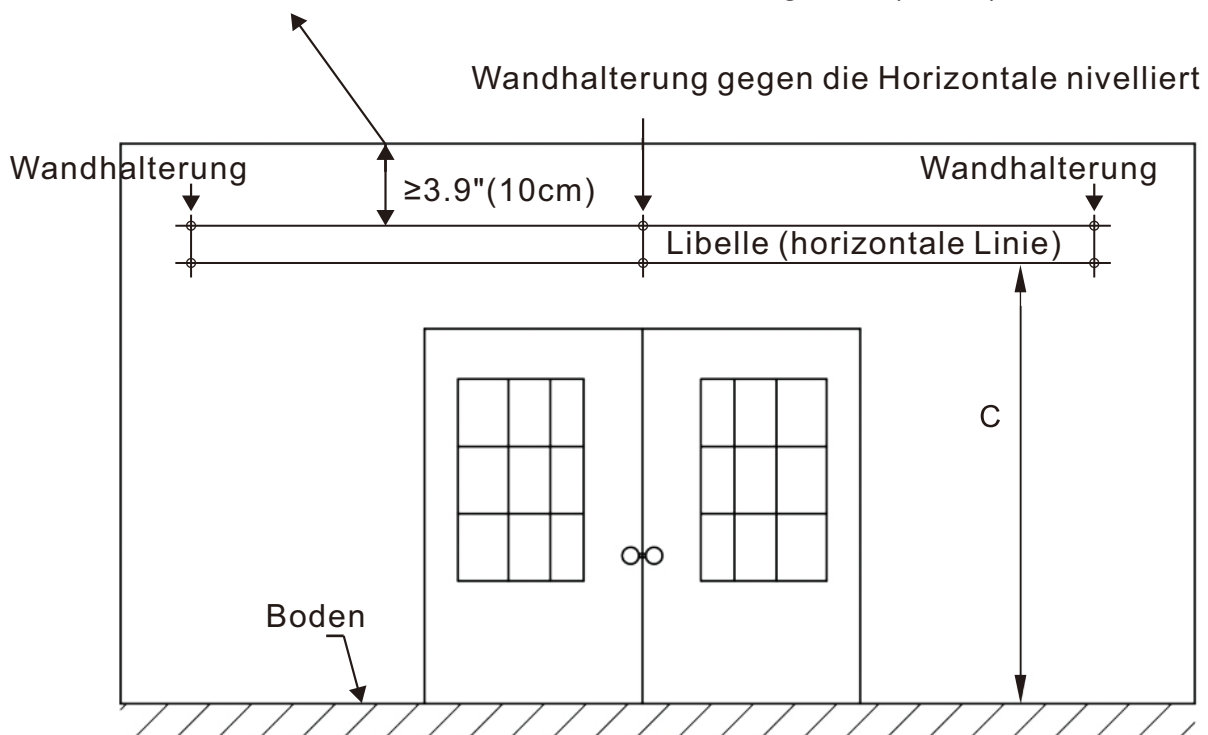 Wandhalterung gegen die Horizontale nivelliert
Wandhalterung
Wandhalterung
≥3.9"(10cm)
Libelle (horizontale Linie)
C
Boden